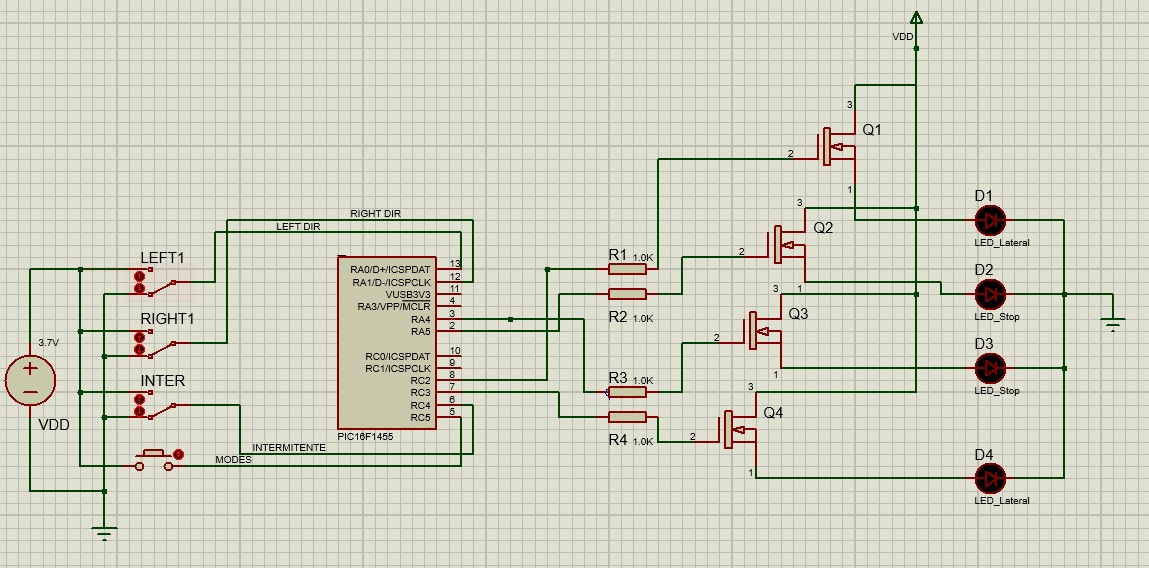 VDD
3
Q1
2
1
RIGHT DIR
LEFT DIR
3
Q2
2
D1
LED_Lateral
LEFT1
R1 1.0K
RA0/D+/ICSPDAT 13
RA1/D-/ICSPCLK 12
VUSB3V3 11
RA3/VPP/MCLR 4
RA4 3
RA5 2
RC0/ICSPDAT 10
RC1/ICSPCLK 9
RC2 8
RC3 7
RC4 6
RC5 5
PIC16F1455
D2
LED_Stop
3 1
Q3
2
1
RIGHT1
R2 1.0K
3.7V
VDD
D3
LED_Stop
INTER
R3 1.0K
3
Q4
2
1
R4 1.0K
INTERMITENTE
MODES
D4
LED_Lateral